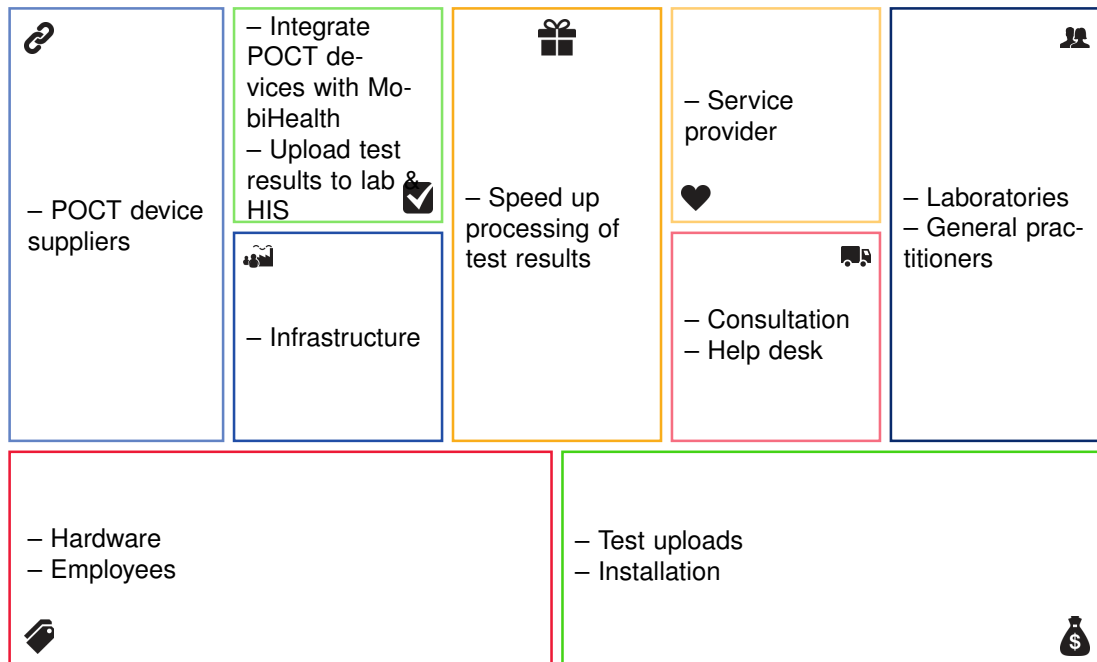 – POCT device
suppliers
– Integrate
POCT de-
vices with Mo-
biHealth
– Upload test
results to lab &
HIS
– Infrastructure
– Speed up
processing of
test results
– Service
provider
– Consultation
– Help desk
– Laboratories
– General prac-
titioners
– Hardware
– Employees
– Test uploads
– Installation
$